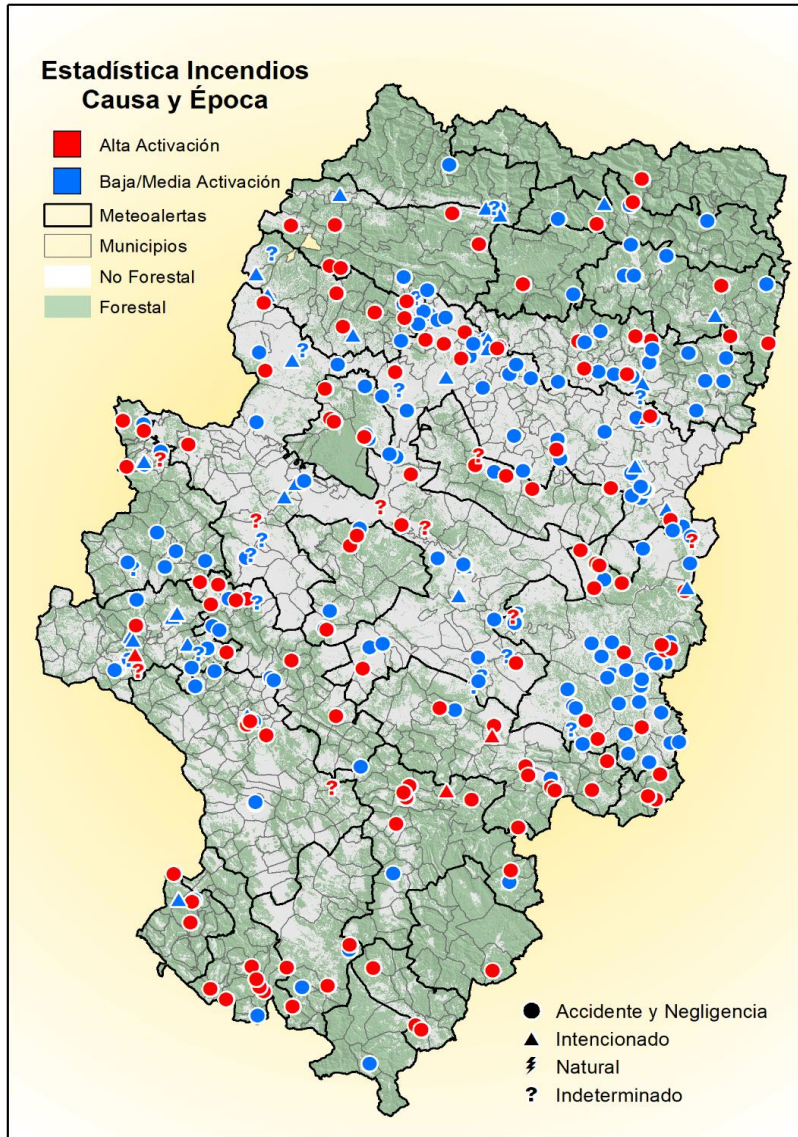 Estadística Incendios
Causa y Época
Alta Activación
Baja/Media Activación
Meteoalertas
Municipios
No Forestal
Forestal
Accidente y Negligencia
Intencionado
Natural
? Indeterminado